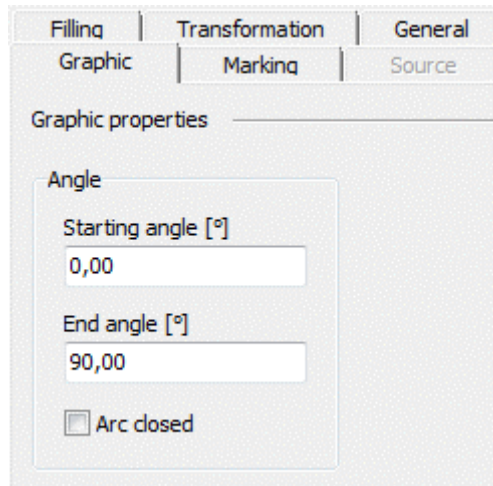 Filling Transformation General
Graphic Marking Source
Graphic properties
Angle
Starting angle [°]
0,00
End angle [°]
90,00
Arc closed